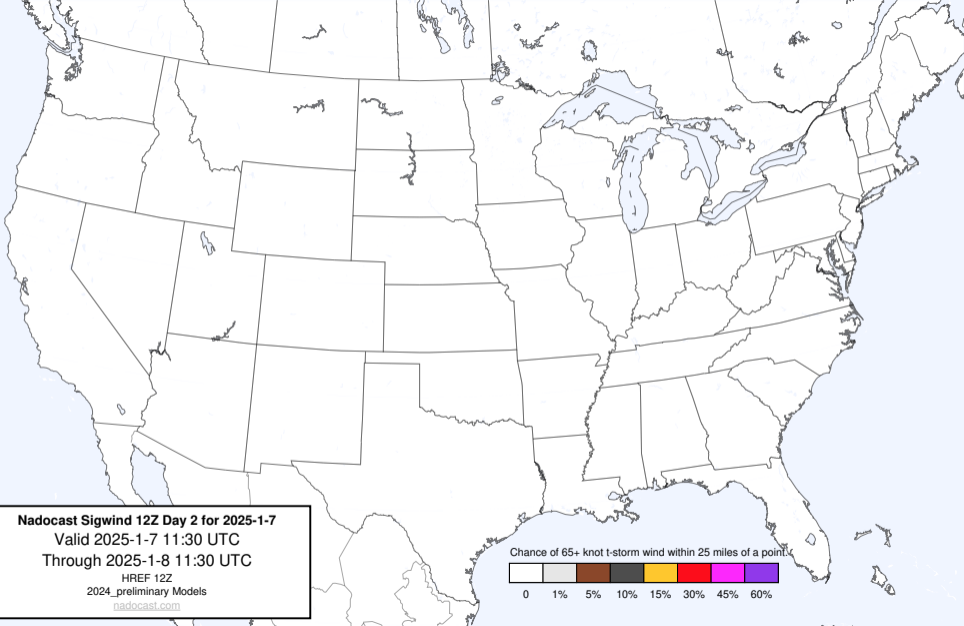 Nadocast Sigwind 12Z Day 2 for 2025-1-7
Valid 2025-1-7 11:30 UTC
Through 2025-1-8 11:30 UTC
HREF 12Z
2024_preliminary Models
nadocast.com
Chance of 65+ knot t-storm wind within 25 miles of a point.
0 1% 5% 10% 15% 30% 45% 60%